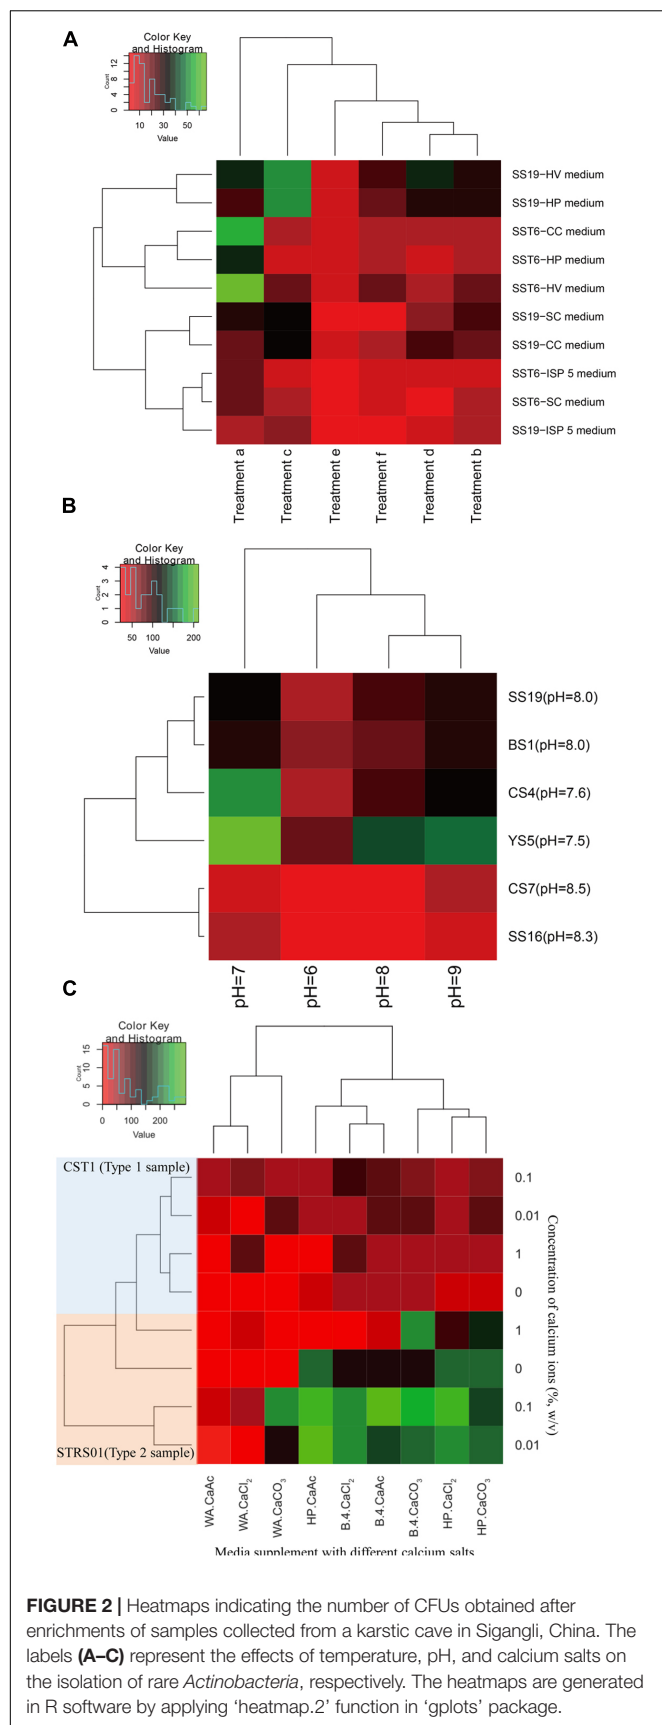 A
Color Key
and Histogram
Count
0 4 8 12
10 30 50
Value
SS19−HV medium
SS19−HP medium
SST6−CC medium
SST6−HP medium
SST6−HV medium
SS19−SC medium
SS19−CC medium
SST6−ISP 5 medium
SST6−SC medium
SS19−ISP 5 medium
Treatment a
Treatment c
Treatment e
Treatment f
Treatment d
Treatment b
B
Color Key
and Histogram
Count
0 1 2 3 4
50 100 200
Value
SS19(pH=8.0)
BS1(pH=8.0)
CS4(pH=7.6)
YS5(pH=7.5)
CS7(pH=8.5)
SS16(pH=8.3)
pH=7
pH=6
pH=8
pH=9
C
Color Key
and Histogram
Count
0 5 10 15
0 100 200
Value
CST1 (Type 1 sample)
STRS01(Type 2 sample)
0.1
0.01
1
0
1
0
0.1
0.01
Concentration of calcium ions (%, w/v)
WA.CaAc
WA.CaCl2
WA.CaCO3
HP.CaAc
B.4.CaCl2
B.4.CaAc
B.4.CaCO3
HP.CaCl2
HP.CaCO3
Media supplement with different calcium salts
FIGURE 2 | Heatmaps indicating the number of CFUs obtained after
enrichments of samples collected from a karstic cave in Sigangli, China. The
labels (A–C) represent the effects of temperature, pH, and calcium salts on
the isolation of rare Actinobacteria, respectively. The heatmaps are generated
in R software by applying ‘heatmap.2’ function in ‘gplots’ package.